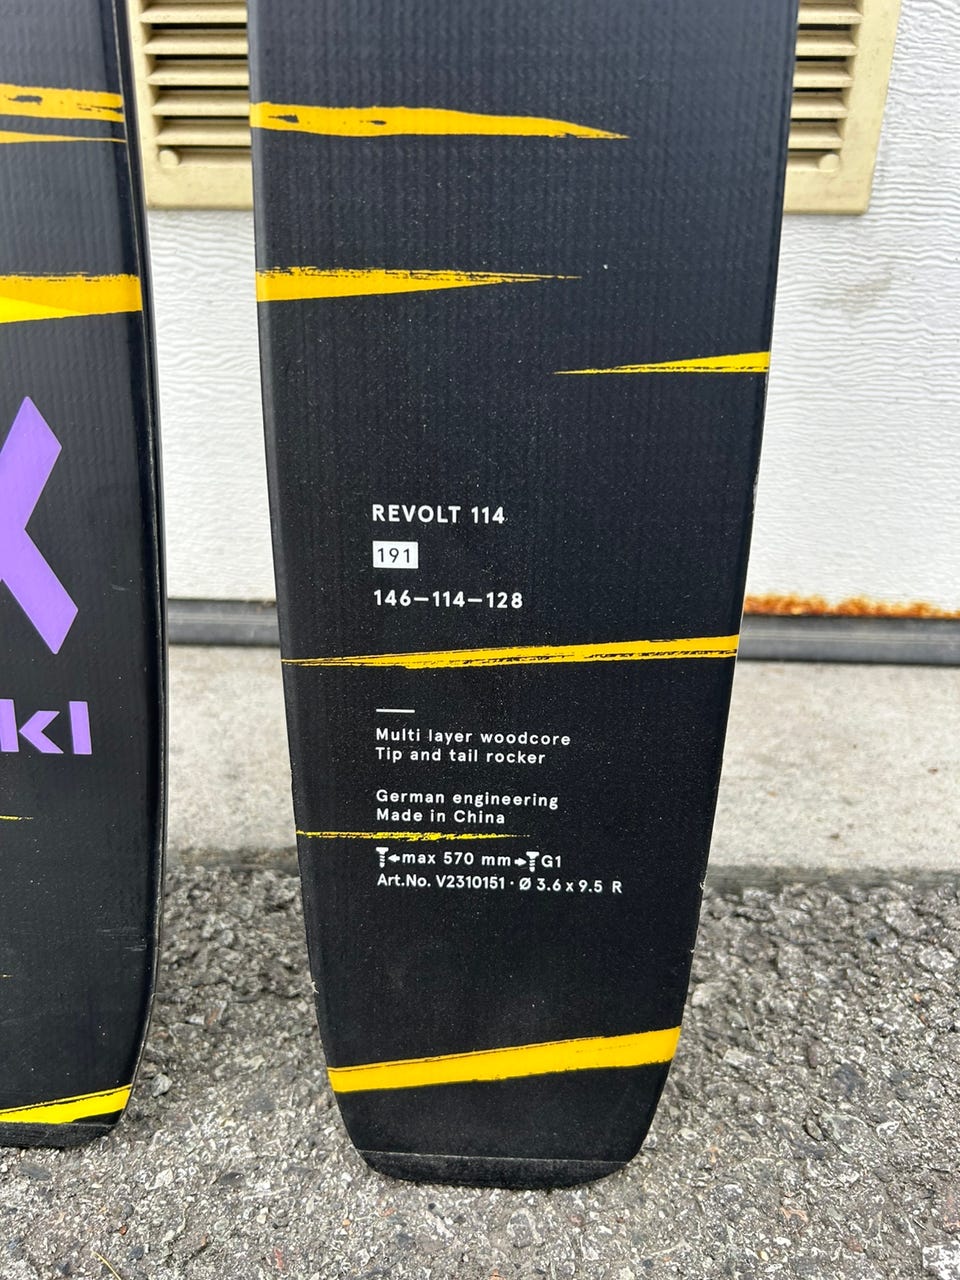 kl
REVOLT 114
191
146–114–128
Multi layer woodcore
Tip and tail rocker
German engineering
Made in China
max 570 mm G1
Art.No. V2310151 · Ø 3.6 x 9.5 R